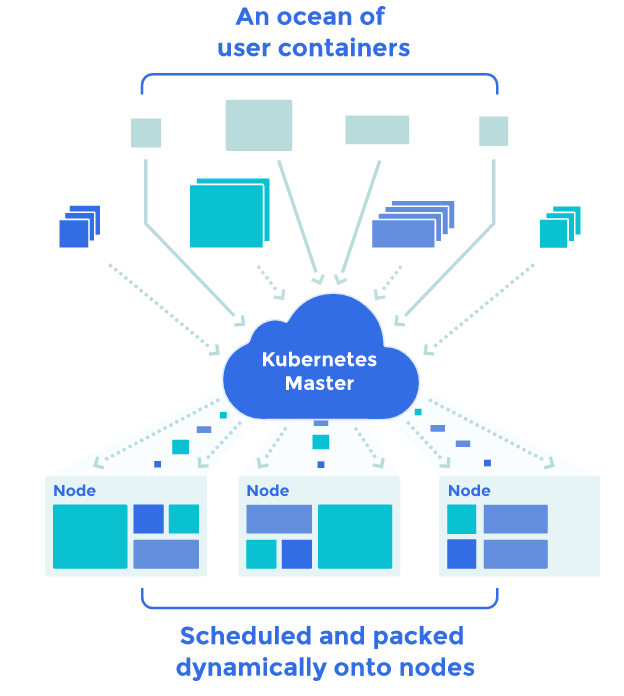 An ocean of
user containers
Kubernetes
Master
Node
Node
Node
Scheduled and packed
dynamically onto nodes